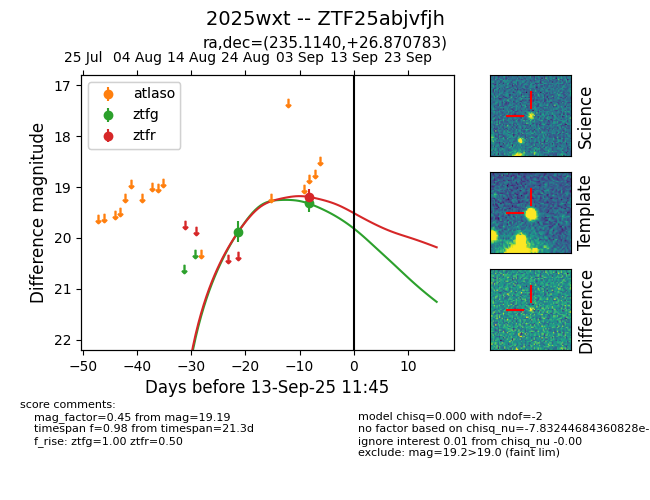 2025wxt -- ZTF25abjvfjh
ra,dec=(235.1140,+26.870783)
25 Jul 04 Aug 14 Aug 24 Aug 03 Sep 13 Sep 23 Sep
17
18
19
20
21
22
Difference magnitude
atlaso
ztfg
ztfr
−50 −40 −30 −20 −10 0 10
Days before 13-Sep-25 11:45
Science
Template
Difference
score comments:
mag_factor=0.45 from mag=19.19
timespan f=0.98 from timespan=21.3d
f_rise: ztfg=1.00 ztfr=0.50
model chisq=0.000 with ndof=-2
no factor based on chisq_nu=-7.83244684360828e-
ignore interest 0.01 from chisq_nu -0.00
exclude: mag=19.2>19.0 (faint lim)